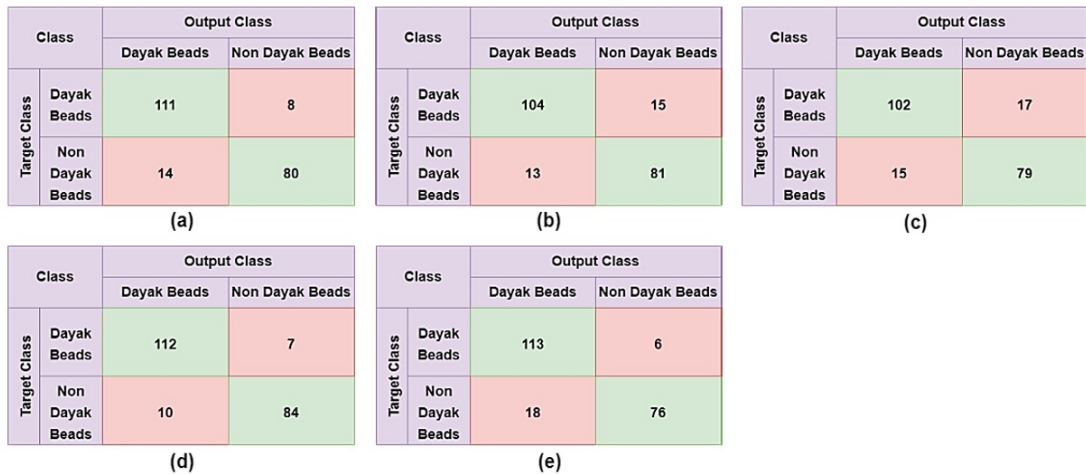 Class
Output Class
Dayak Beads
Non Dayak Beads
Target Class
Dayak
Beads
111
8
Non
Dayak
Beads
14
80
(a)
Class
Output Class
Dayak Beads
Non Dayak Beads
Target Class
Dayak
Beads
104
15
Non
Dayak
Beads
13
81
(b)
Class
Output Class
Dayak Beads
Non Dayak Beads
Target Class
Dayak
Beads
102
17
Non
Dayak
Beads
15
79
(c)
Class
Output Class
Dayak Beads
Non Dayak Beads
Target Class
Dayak
Beads
112
7
Non
Dayak
Beads
10
84
(d)
Class
Output Class
Dayak Beads
Non Dayak Beads
Target Class
Dayak
Beads
113
6
Non
Dayak
Beads
18
76
(e)